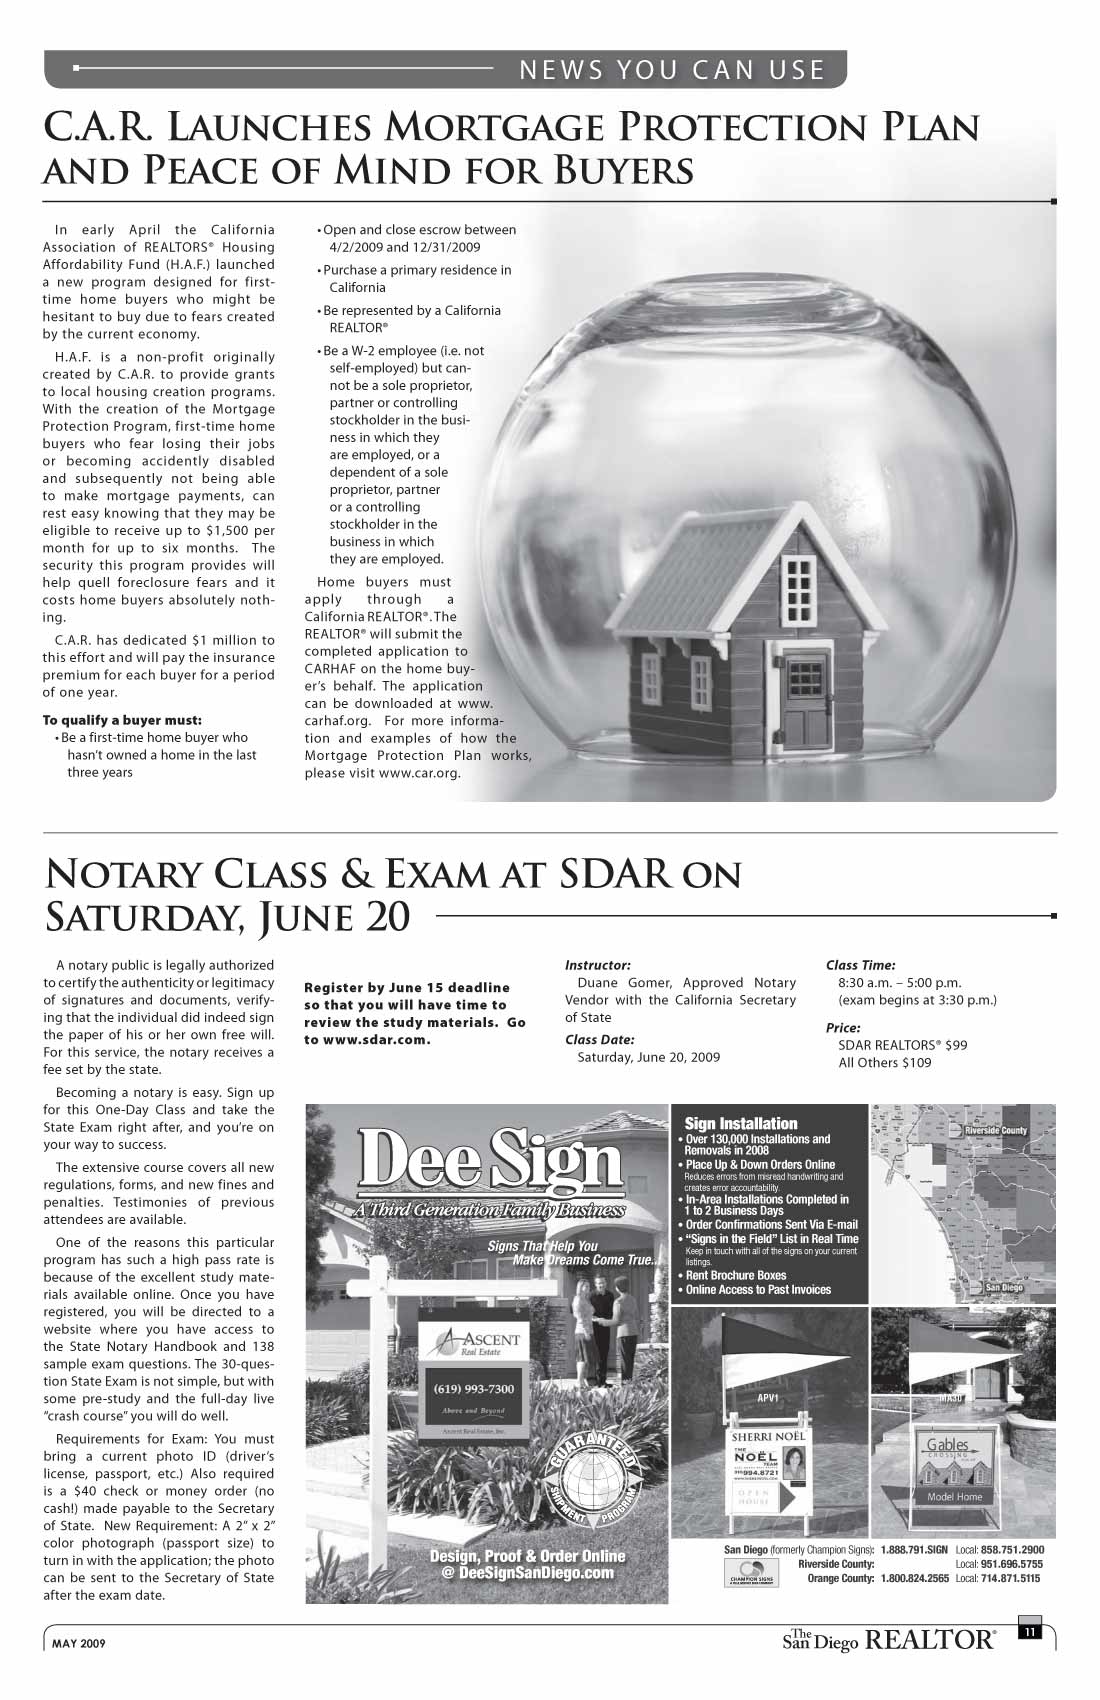 NEWS YOU CAN USE
C.A.R. Launches Mortgage Protection Plan
and Peace of Mind for Buyers
In early April the California
Association of REALTORS® Housing
Affordability Fund (H.A.F.) launched
a new program designed for first-
time home buyers who might be
hesitant to buy due to fears created
by the current economy.
H.A.F. is a non-profit originally
created by C.A.R. to provide grants
to local housing creation programs.
With the creation of the Mortgage
Protection Program, first-time home
buyers who fear losing their jobs
or becoming accidently disabled
and subsequently not being able
to make mortgage payments, can
rest easy knowing that they may be
eligible to receive up to $1,500 per
month for up to six months. The
security this program provides will
help quell foreclosure fears and it
costs home buyers absolutely noth-
ing.
C.A.R. has dedicated $1 million to
this effort and will pay the insurance
premium for each buyer for a period
of one year.
To qualify a buyer must:
• Be a first-time home buyer who
hasn't owned a home in the last
three years
• Open and close escrow between
4/2/2009 and 12/31/2009
• Purchase a primary residence in
California
• Be represented by a California
REALTOR®
• Be a W-2 employee (i.e. not
self-employed) but can-
not be a sole proprietor,
partner or controlling
stockholder in the busi-
ness in which they
are employed, or a
dependent of a sole
proprietor, partner
or a controlling
stockholder in the
business in which
they are employed.
Home buyers must
apply through a
California REALTOR®. The
REALTOR® will submit the
completed application to
CARHAF on the home buy-
er's behalf. The application
can be downloaded at www.
carhaf.org. For more informa-
tion and examples of how the
Mortgage Protection Plan works,
please visit www.car.org.
Notary Class & Exam at SDAR on
Saturday, June 20
A notary public is legally authorized
to certify the authenticity or legitimacy
of signatures and documents, verify-
ing that the individual did indeed sign
the paper of his or her own free will.
For this service, the notary receives a
fee set by the state.
Becoming a notary is easy. Sign up
for this One-Day Class and take the
State Exam right after, and you're on
your way to success.
The extensive course covers all new
regulations, forms, and new fines and
penalties. Testimonies of previous
attendees are available.
One of the reasons this particular
program has such a high pass rate is
because of the excellent study mate-
rials available online. Once you have
registered, you will be directed to a
website where you have access to
the State Notary Handbook and 138
sample exam questions. The 30-ques-
tion State Exam is not simple, but with
some pre-study and the full-day live
"crash course" you will do well.
Requirements for Exam: You must
bring a current photo ID (driver's
license, passport, etc.) Also required
is a $40 check or money order (no
cash!) made payable to the Secretary
of State. New Requirement: A 2" x 2"
color photograph (passport size) to
turn in with the application; the photo
can be sent to the Secretary of State
after the exam date.
Register by June 15 deadline
so that you will have time to
review the study materials. Go
to www.sdar.com.
Instructor:
Duane Gomer, Approved Notary
Vendor with the California Secretary
of State
Class Date:
Saturday, June 20, 2009
Class Time:
8:30 a.m. – 5:00 p.m.
(exam begins at 3:30 p.m.)
Price:
SDAR REALTORS® $99
All Others $109
Dee Sign
A Third Generation Family Business
Signs That Help You
Make Dreams Come True...
ASCENT
Real Estate
(619) 993-7300
Above and Beyond
Ascent Real Estate, Inc.
GUARANTEED
SHIPMENT PROGRAM
Design, Proof & Order Online
@ DeeSignSanDiego.com
Sign Installation
• Over 130,000 Installations and
Removals in 2008
• Place Up & Down Orders Online
Reduces errors from misread handwriting and
creates error accountability.
• In-Area Installations Completed in
1 to 2 Business Days
• Order Confirmations Sent Via E-mail
• "Signs in the Field" List in Real Time
Keep in touch with all of the signs on your current
listings.
• Rent Brochure Boxes
• Online Access to Past Invoices
Riverside County
San Diego
APV1
SHERRI NOËL
THE
NOËL
TEAM
994.8721
OPEN
HOUSE
MA30
Gables
CROSSING
Model Home
San Diego (formerly Champion Signs): 1.888.791.SIGN Local: 858.751.2900
Riverside County: Local: 951.696.5755
Orange County: 1.800.824.2565 Local: 714.871.5115
CHAMPION SIGNS
MAY 2009
The San Diego REALTOR®
11